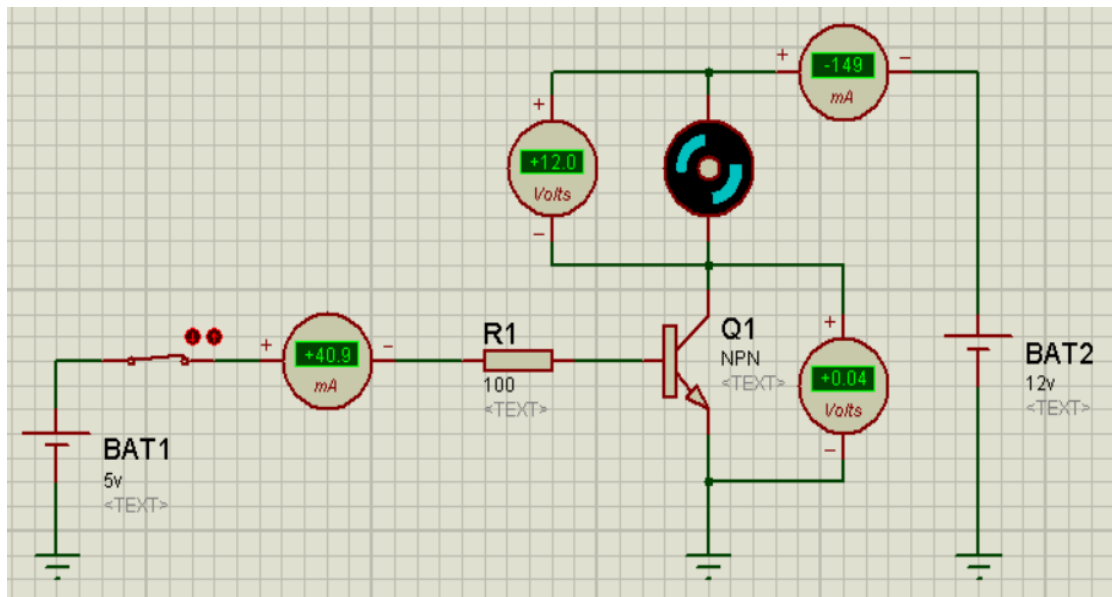 -149
mA
+
−
+
+12.0
Volts
−
R1
100
<TEXT>
+
+40.9
mA
−
Q1
NPN
<TEXT>
+
+0.04
Volts
−
BAT1
5v
<TEXT>
BAT2
12v
<TEXT>